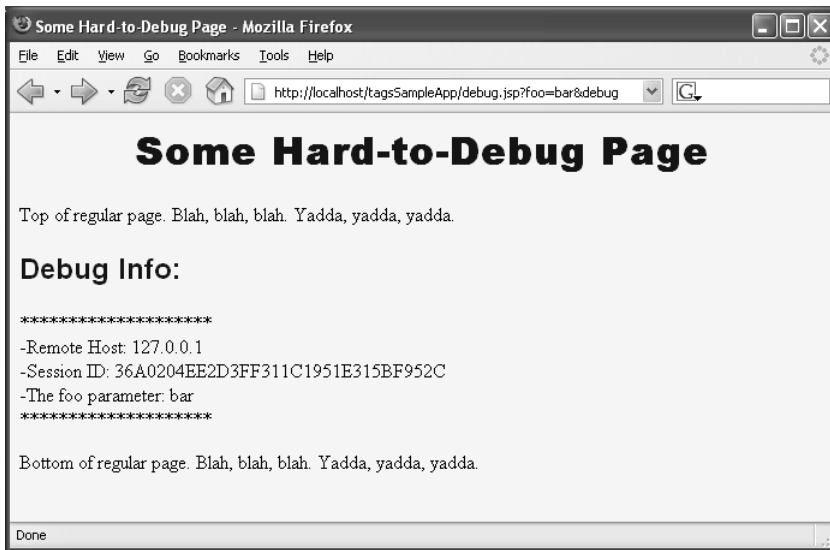 Some Hard-to-Debug Page - Mozilla Firefox
File Edit View Go Bookmarks Tools Help
http://localhost/tagsSampleApp/debug.jsp?foo=bar&debug G
Some Hard-to-Debug Page
Top of regular page. Blah, blah, blah. Yadda, yadda, yadda.
Debug Info:
********************
-Remote Host: 127.0.0.1
-Session ID: 36A0204EE2D3FF311C1951E315BF952C
-The foo parameter: bar
********************
Bottom of regular page. Blah, blah, blah. Yadda, yadda, yadda.
Done